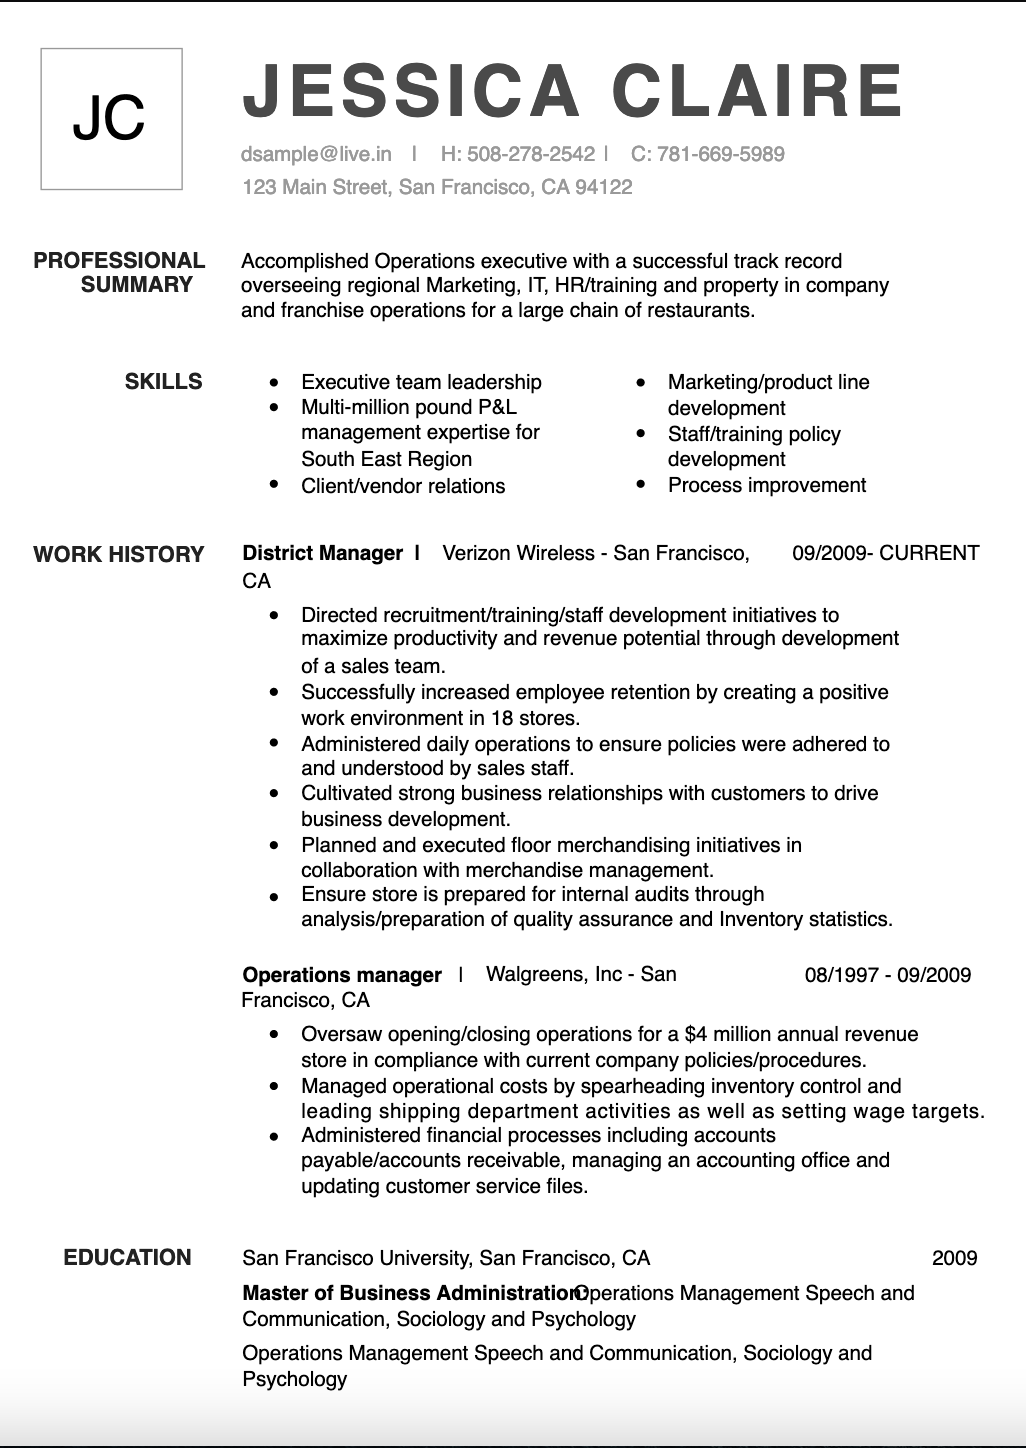 JC
JESSICA CLAIRE
dsample@live.in | H: 508-278-2542 | C: 781-669-5989
123 Main Street, San Francisco, CA 94122
PROFESSIONAL
SUMMARY
Accomplished Operations executive with a successful track record
overseeing regional Marketing, IT, HR/training and property in company
and franchise operations for a large chain of restaurants.
SKILLS
• Executive team leadership
• Multi-million pound P&L
management expertise for
South East Region
• Client/vendor relations
• Marketing/product line
development
• Staff/training policy
development
• Process improvement
WORK HISTORY
District Manager | Verizon Wireless - San Francisco, 09/2009- CURRENT
CA
• Directed recruitment/training/staff development initiatives to
maximize productivity and revenue potential through development
of a sales team.
• Successfully increased employee retention by creating a positive
work environment in 18 stores.
• Administered daily operations to ensure policies were adhered to
and understood by sales staff.
• Cultivated strong business relationships with customers to drive
business development.
• Planned and executed floor merchandising initiatives in
collaboration with merchandise management.
• Ensure store is prepared for internal audits through
analysis/preparation of quality assurance and Inventory statistics.
Operations manager | Walgreens, Inc - San 08/1997 - 09/2009
Francisco, CA
• Oversaw opening/closing operations for a $4 million annual revenue
store in compliance with current company policies/procedures.
• Managed operational costs by spearheading inventory control and
leading shipping department activities as well as setting wage targets.
• Administered financial processes including accounts
payable/accounts receivable, managing an accounting office and
updating customer service files.
EDUCATION
San Francisco University, San Francisco, CA 2009
Master of Business Administration: Operations Management Speech and
Communication, Sociology and Psychology
Operations Management Speech and Communication, Sociology and
Psychology